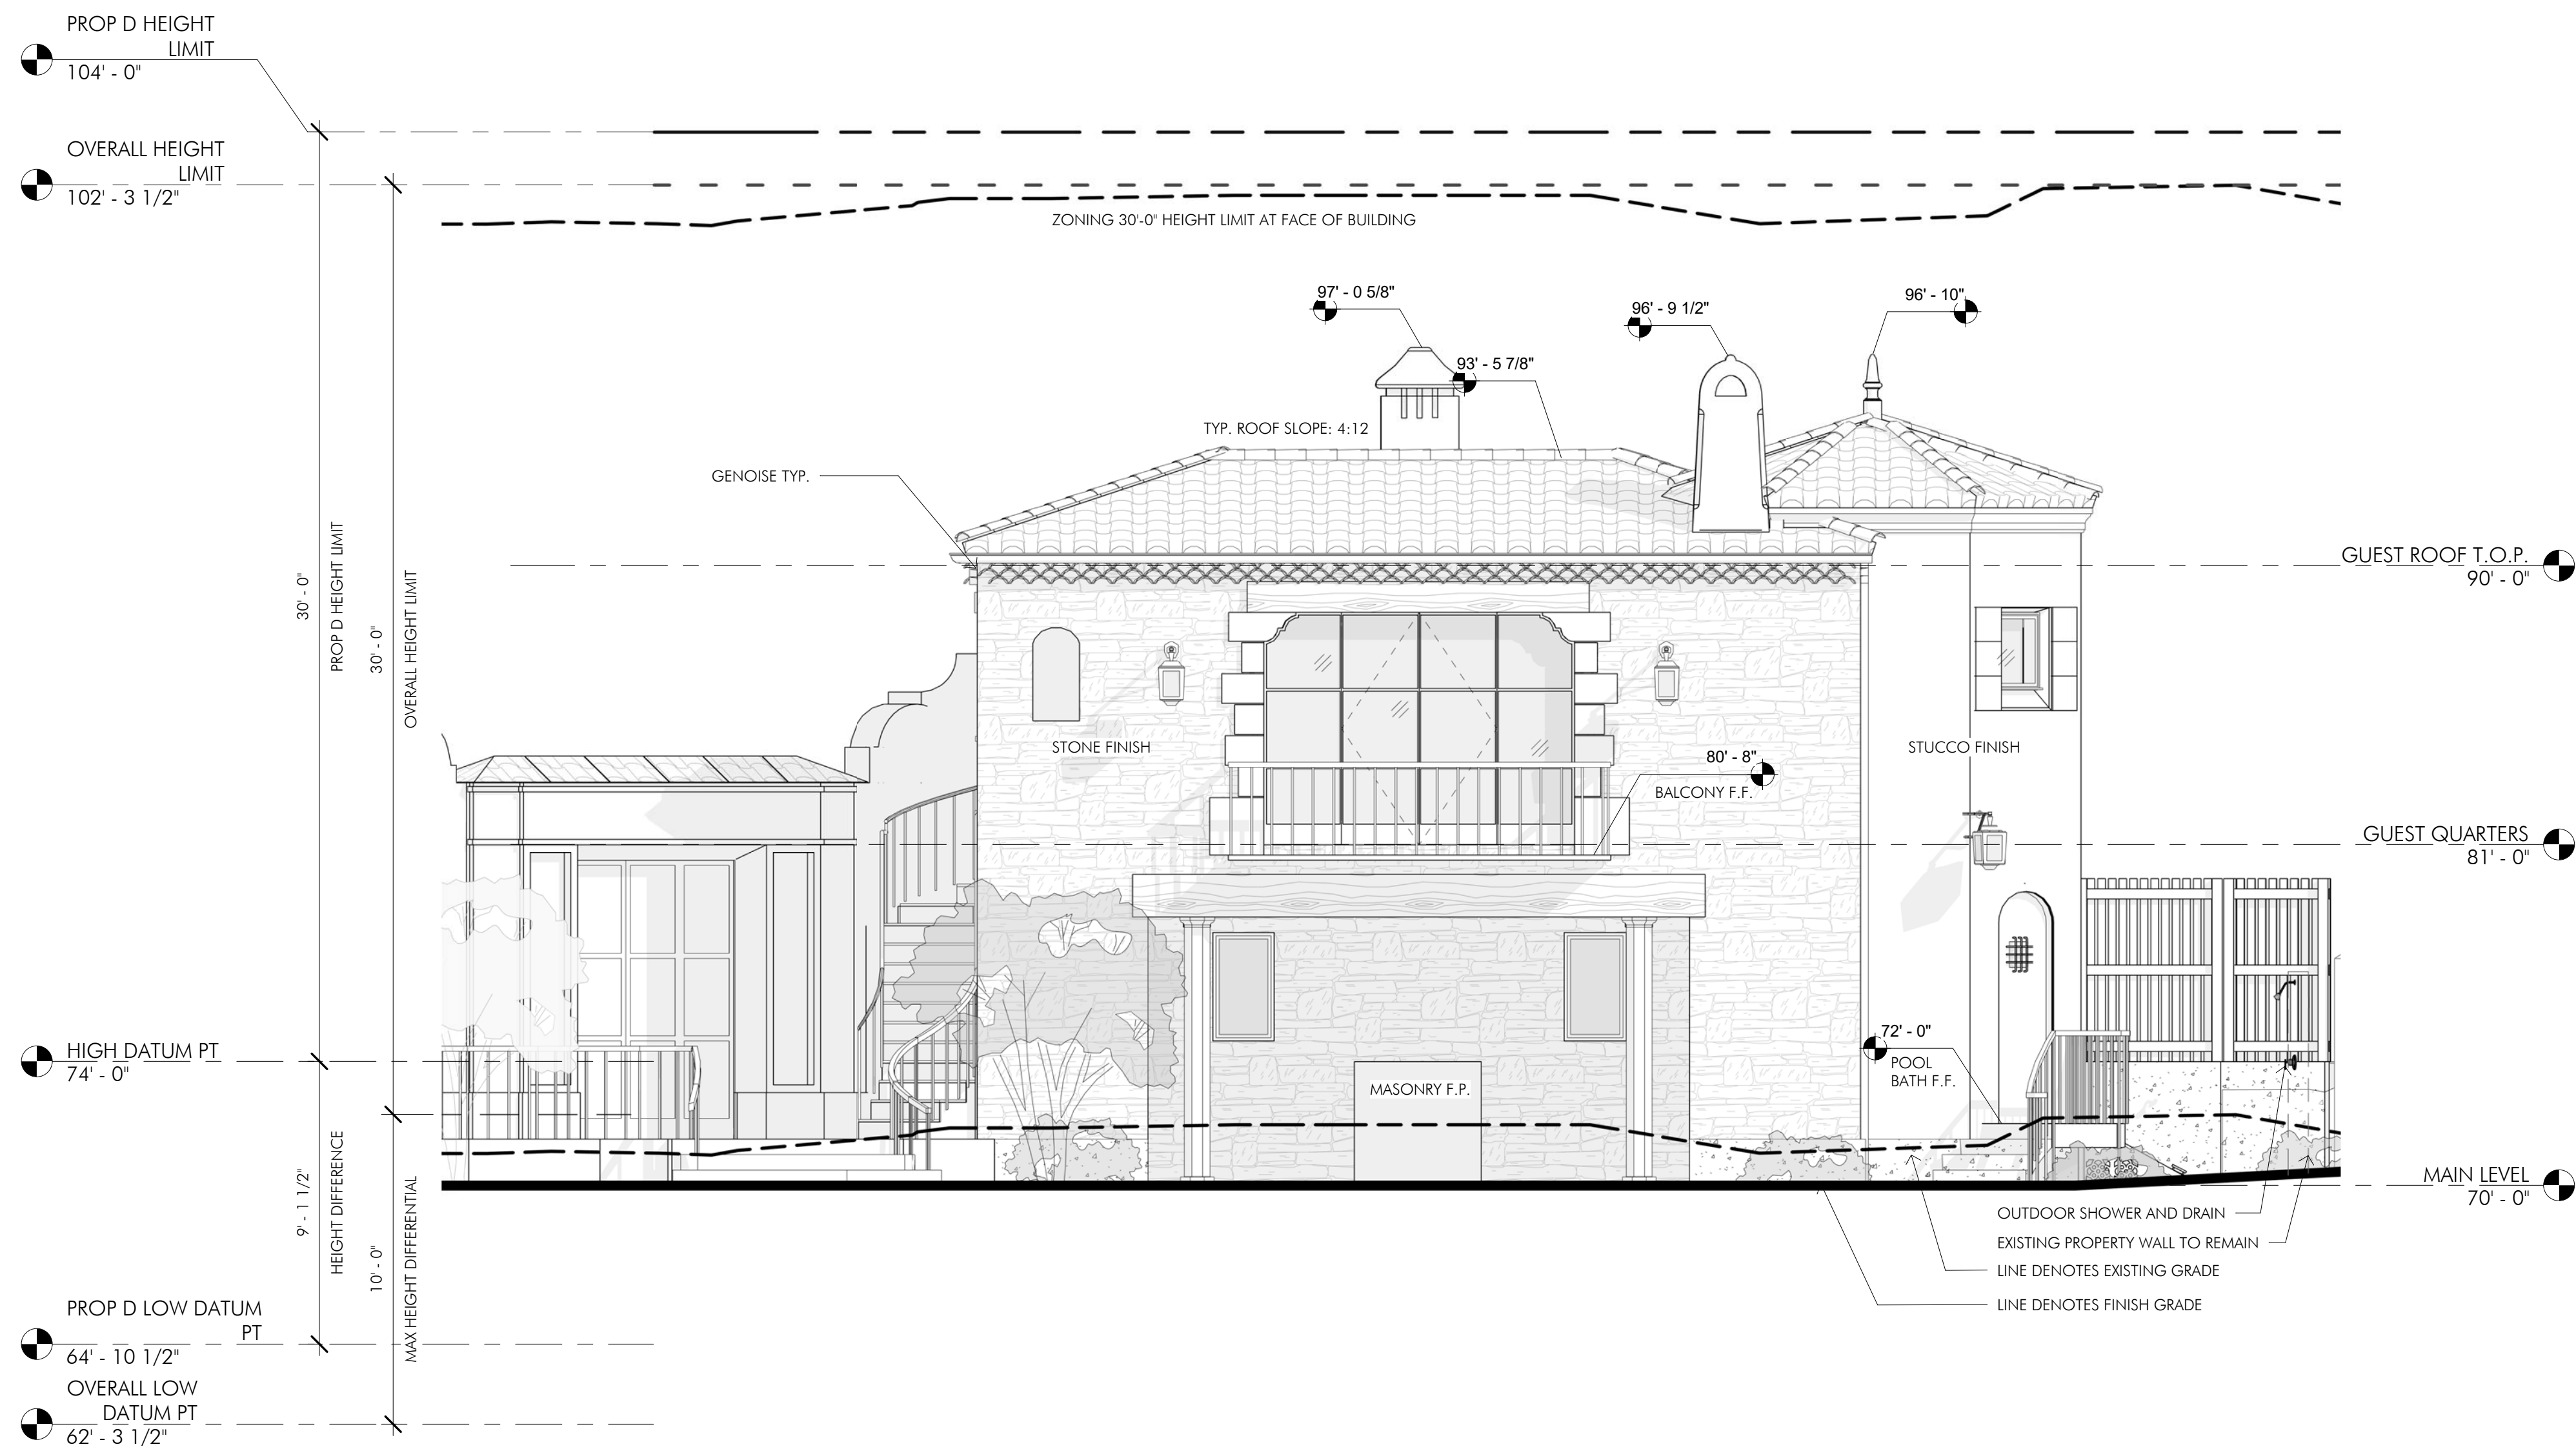 PROP D HEIGHT
LIMIT
104' - 0"
OVERALL HEIGHT
LIMIT
102' - 3 1/2"
ZONING 30'-0" HEIGHT LIMIT AT FACE OF BUILDING
97' - 0 5/8"
96' - 9 1/2"
96' - 10"
93' - 5 7/8"
TYP. ROOF SLOPE: 4:12
GENOISE TYP.
30' - 0"
PROP D HEIGHT LIMIT
30' - 0"
OVERALL HEIGHT LIMIT
GUEST ROOF T.O.P.
90' - 0"
STONE FINISH
STUCCO FINISH
80' - 8"
BALCONY F.F.
GUEST QUARTERS
81' - 0"
72' - 0"
POOL
BATH F.F.
MASONRY F.P.
HIGH DATUM PT
74' - 0"
9' - 1 1/2"
HEIGHT DIFFERENCE
10' - 0"
MAX HEIGHT DIFFERENTIAL
MAIN LEVEL
70' - 0"
OUTDOOR SHOWER AND DRAIN
EXISTING PROPERTY WALL TO REMAIN
LINE DENOTES EXISTING GRADE
LINE DENOTES FINISH GRADE
PROP D LOW DATUM
PT
64' - 10 1/2"
OVERALL LOW
DATUM PT
62' - 3 1/2"